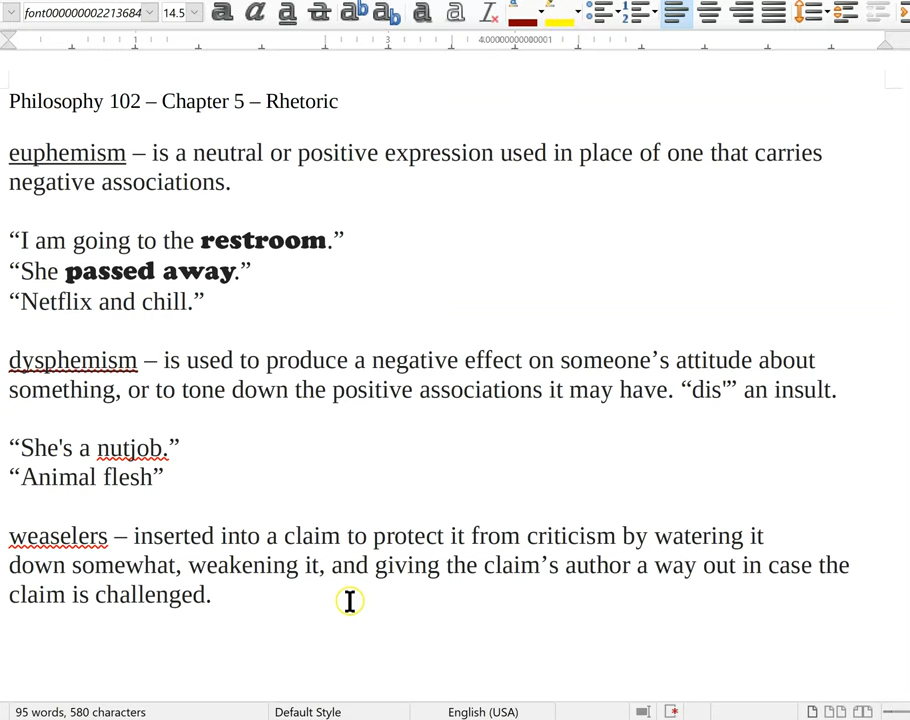 font000000002213684
14.5
1
3
4.00000000000001
Philosophy 102 – Chapter 5 – Rhetoric
euphemism – is a neutral or positive expression used in place of one that carries
negative associations.
“I am going to the restroom.”
“She passed away.”
“Netflix and chill.”
dysphemism – is used to produce a negative effect on someone’s attitude about
something, or to tone down the positive associations it may have. “dis'” an insult.
“She's a nutjob.”
“Animal flesh”
weaselers – inserted into a claim to protect it from criticism by watering it
down somewhat, weakening it, and giving the claim’s author a way out in case the
claim is challenged.
95 words, 580 characters
Default Style
English (USA)